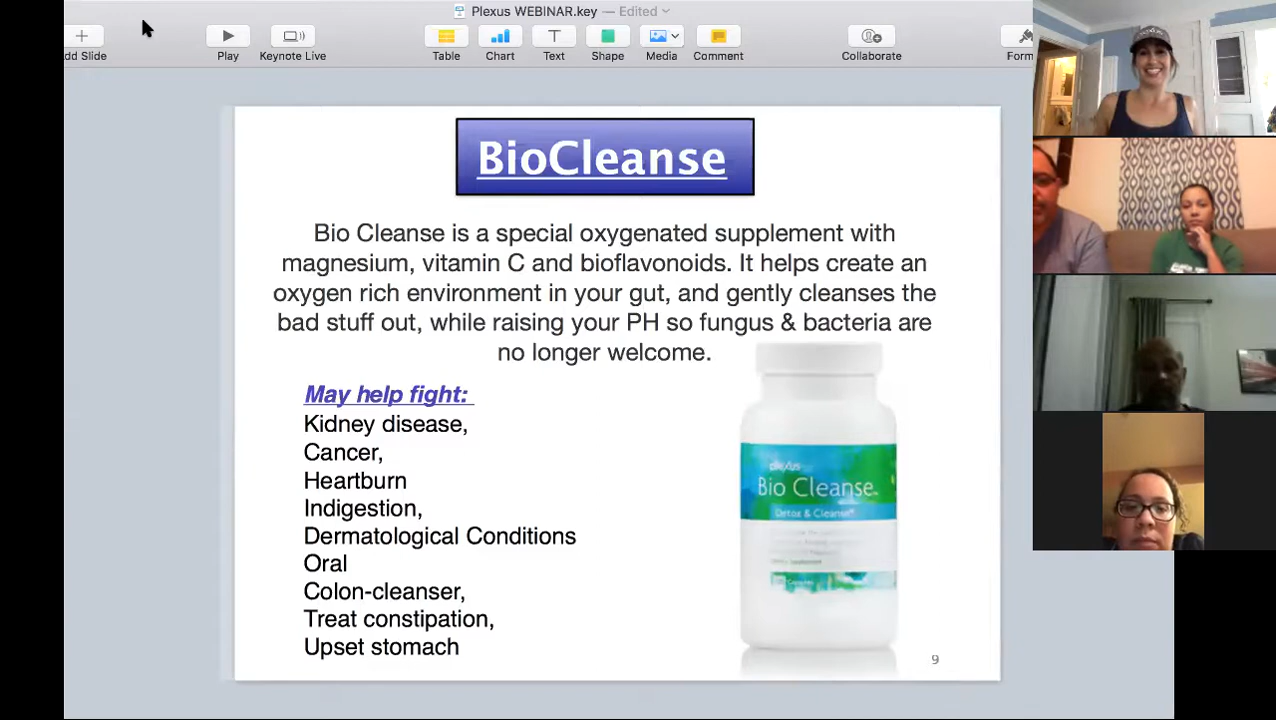 Plexus WEBINAR.key — Edited
dd Slide
Play
Keynote Live
Table
Chart
Text
Shape
Media
Comment
Collaborate
Form
BioCleanse
Bio Cleanse is a special oxygenated supplement with
magnesium, vitamin C and bioflavonoids. It helps create an
oxygen rich environment in your gut, and gently cleanses the
bad stuff out, while raising your PH so fungus & bacteria are
no longer welcome.
May help fight:
Kidney disease,
Cancer,
Heartburn
Indigestion,
Dermatological Conditions
Oral
Colon-cleanser,
Treat constipation,
Upset stomach
plexus
Bio Cleanse
Detox & Cleanse
9